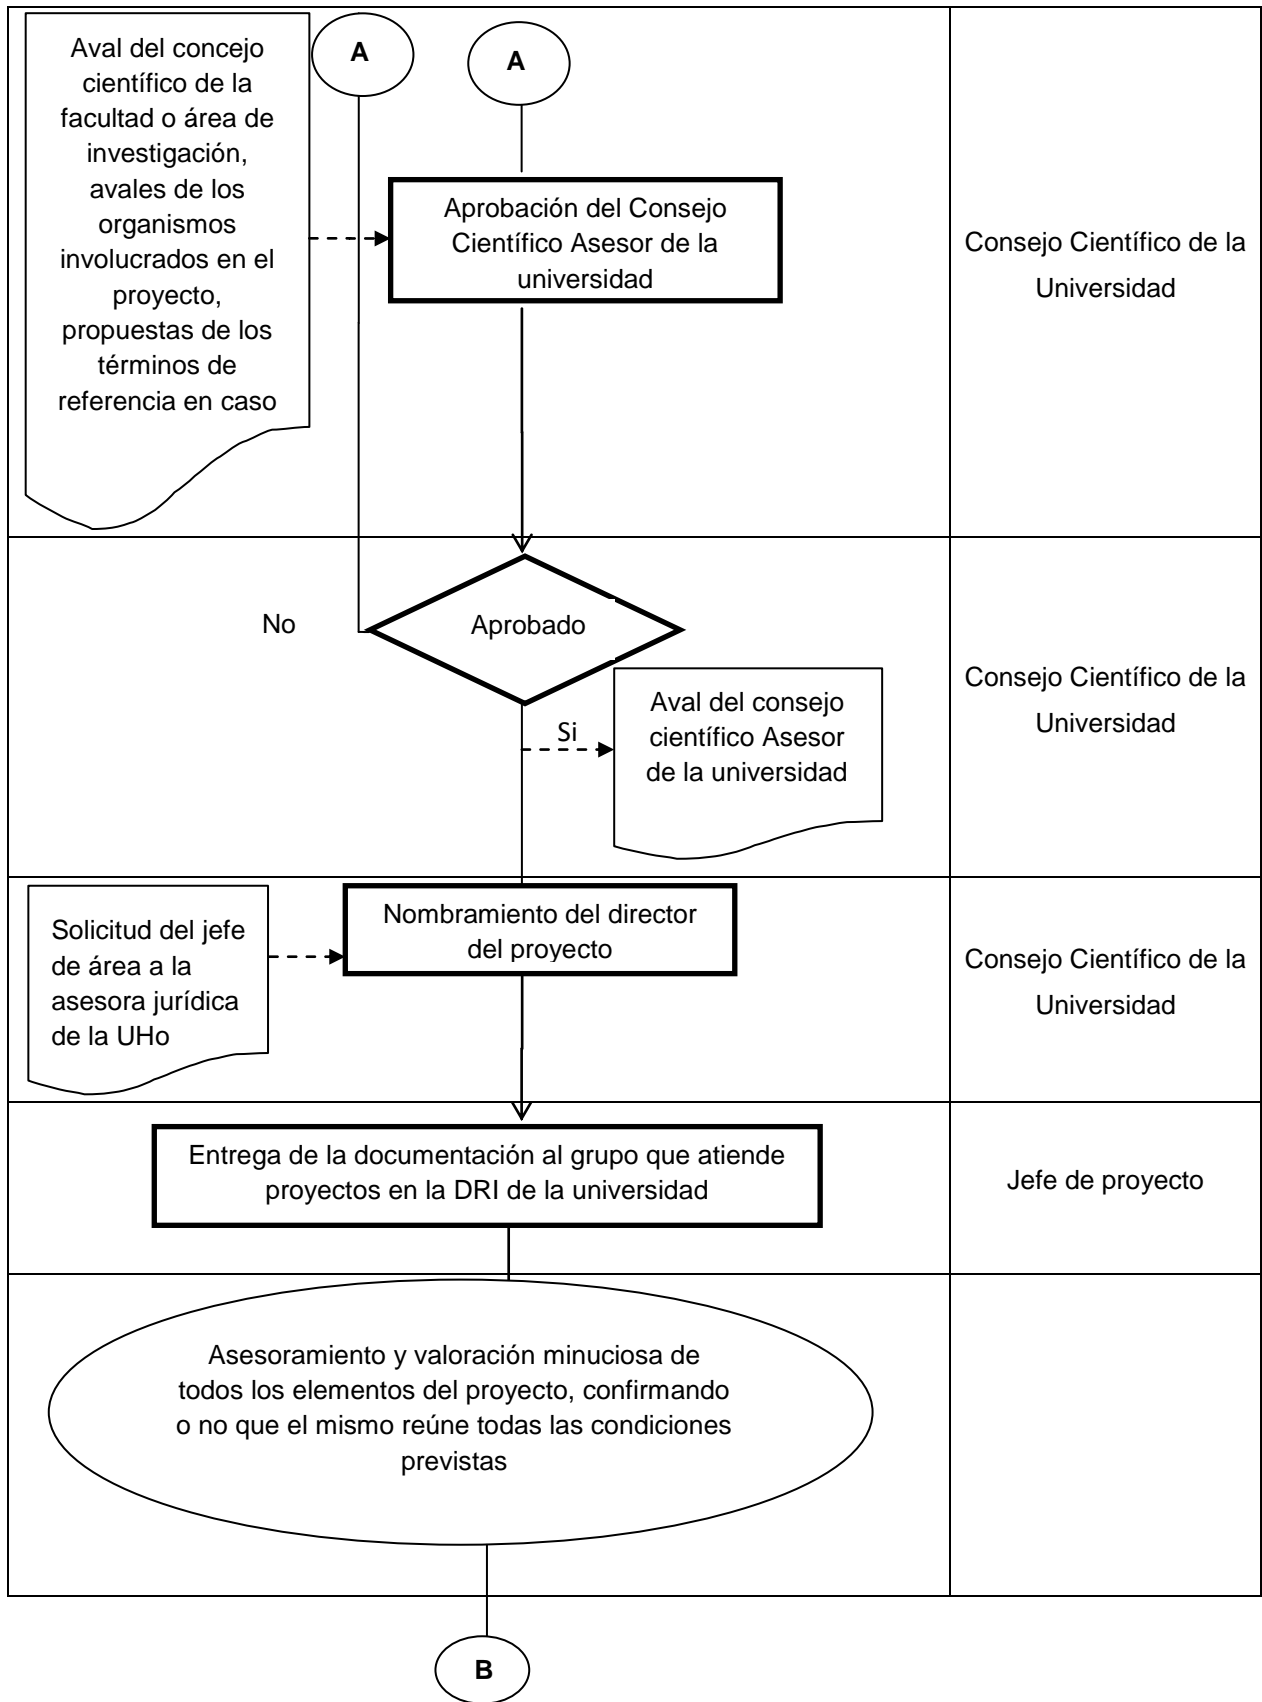 Aval del concejo
científico de la
facultad o área de
investigación,
avales de los
organismos
involucrados en el
proyecto,
propuestas de los
términos de
referencia en caso
A
A
Aprobación del Consejo
Científico Asesor de la
universidad
Consejo Científico de la
Universidad
No
Aprobado
Si
Aval del consejo
científico Asesor
de la universidad
Consejo Científico de la
Universidad
Solicitud del jefe
de área a la
asesora jurídica
de la UHo
Nombramiento del director
del proyecto
Consejo Científico de la
Universidad
Entrega de la documentación al grupo que atiende
proyectos en la DRI de la universidad
Jefe de proyecto
Asesoramiento y valoración minuciosa de
todos los elementos del proyecto, confirmando
o no que el mismo reúne todas las condiciones
previstas
B